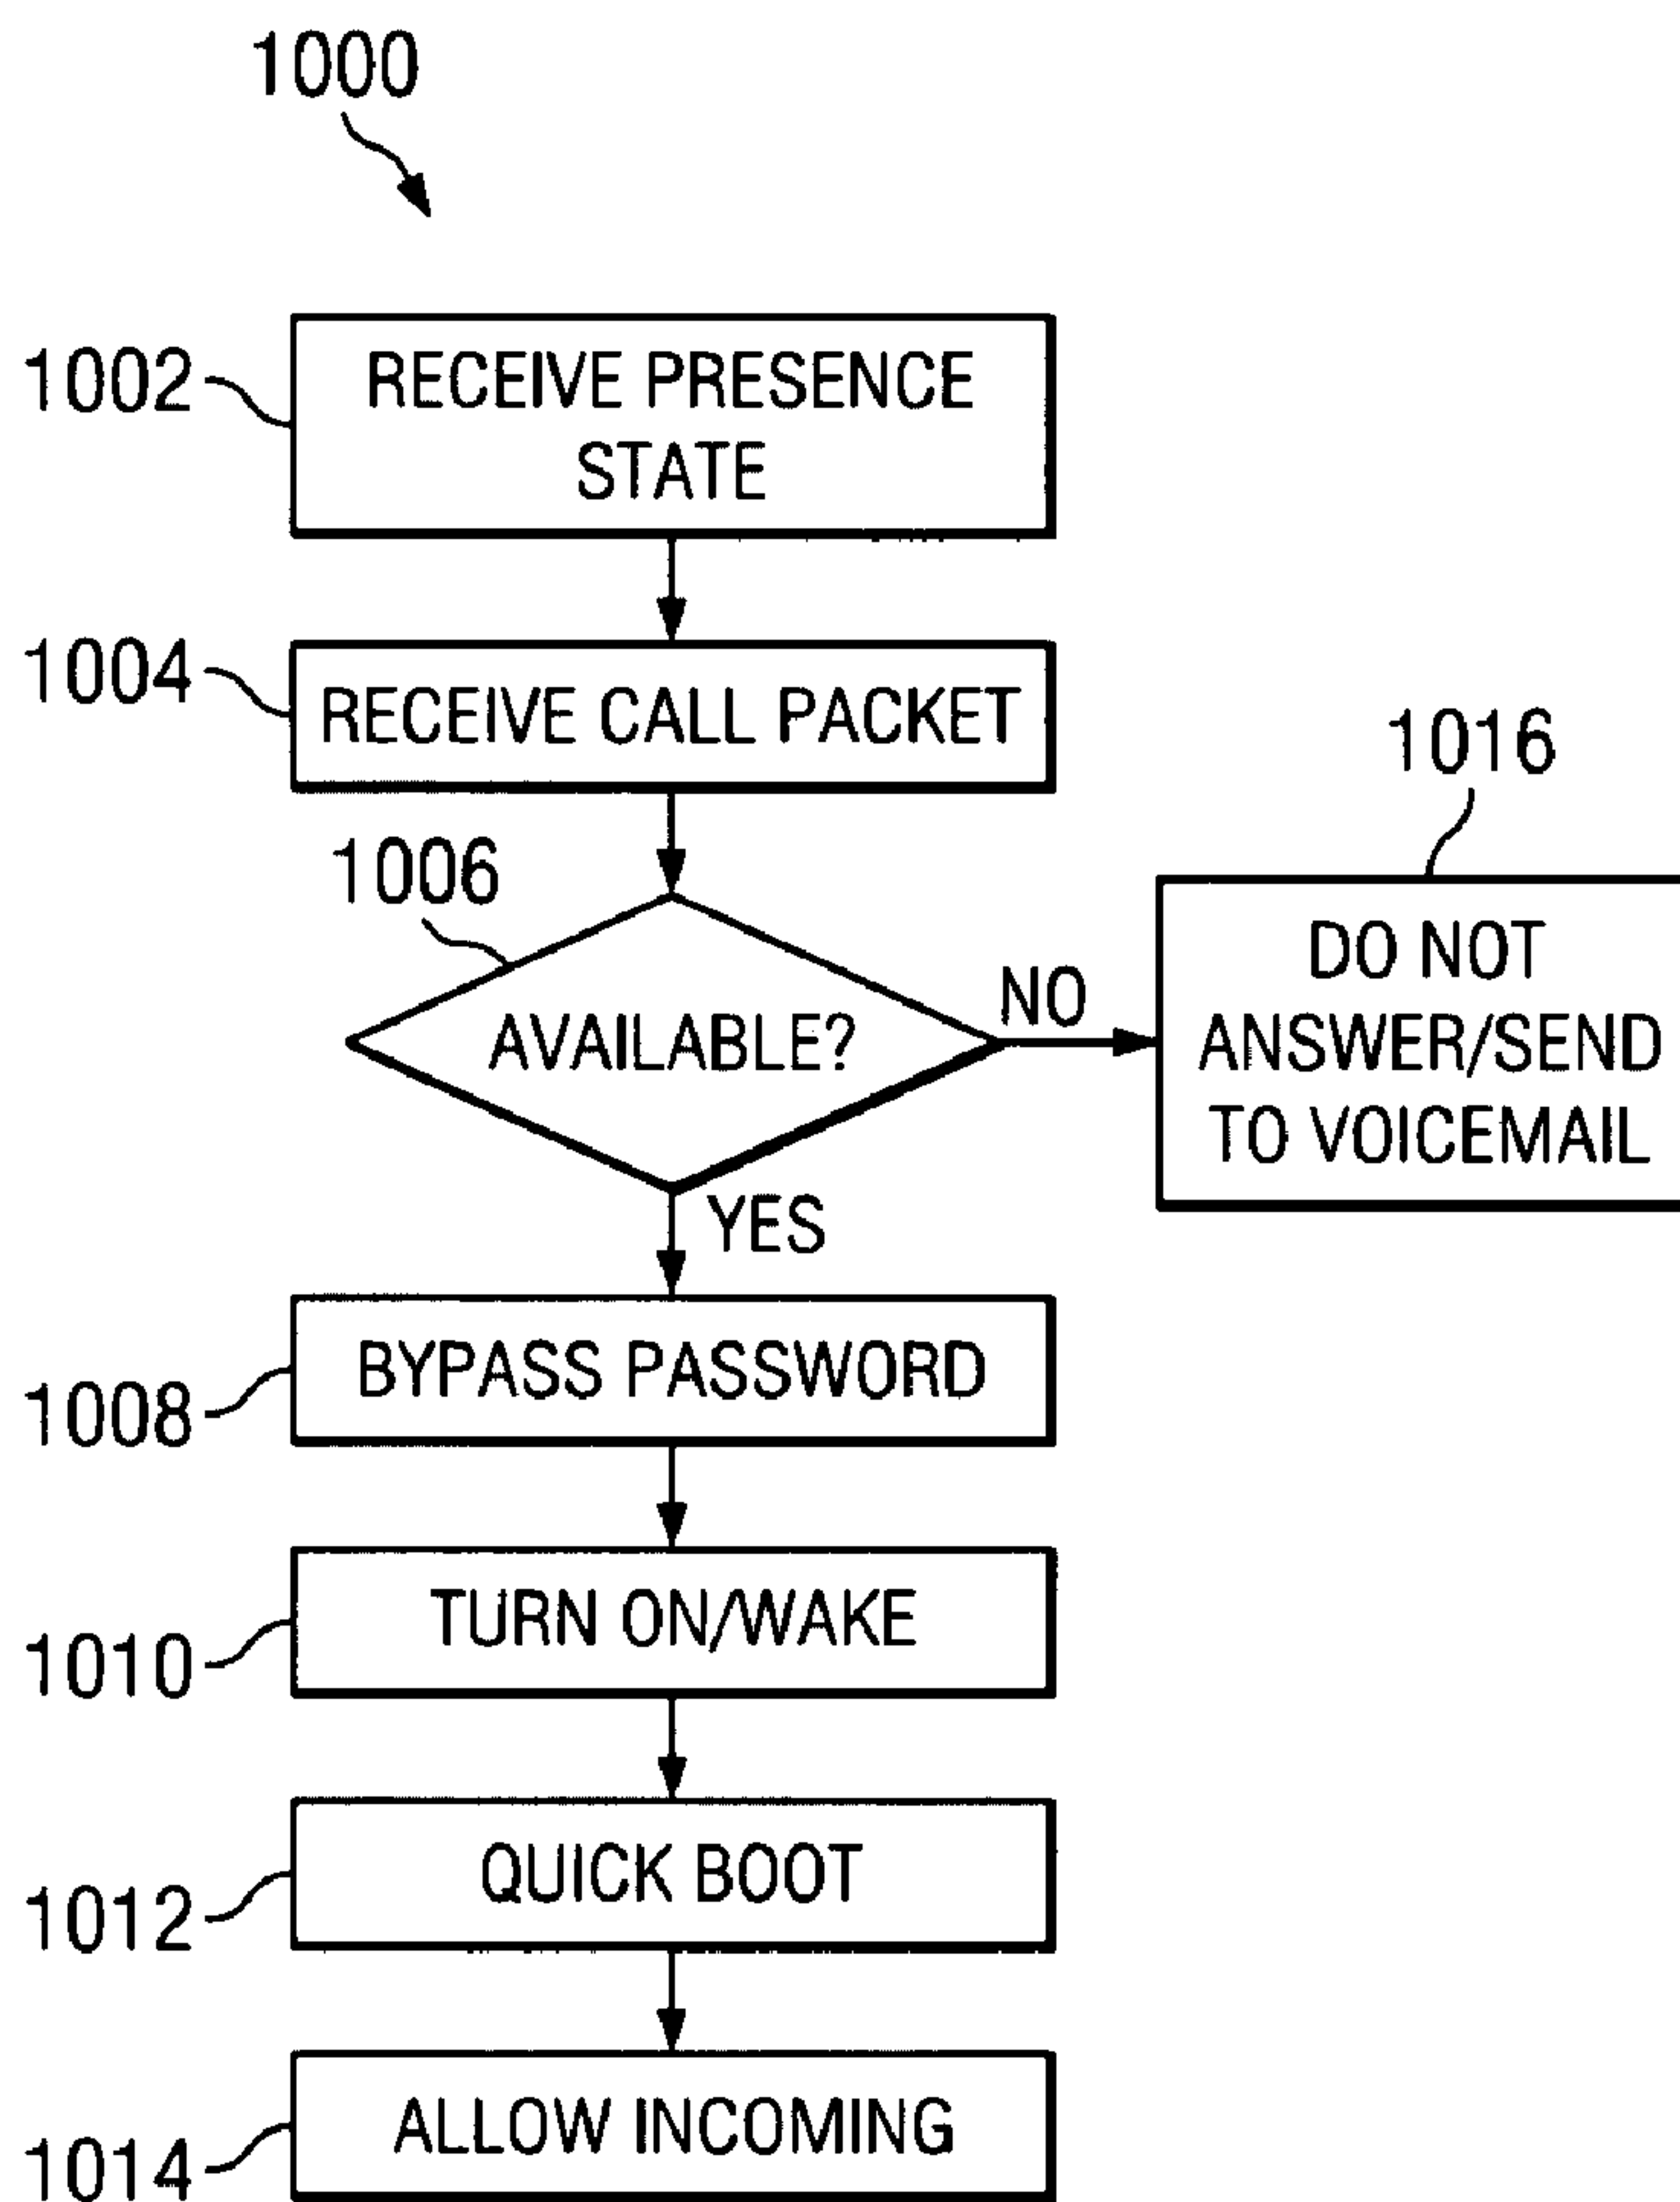 1000
1002
RECEIVE PRESENCE
STATE
1004
RECEIVE CALL PACKET
1006
AVAILABLE?
NO
1016
DO NOT
ANSWER/SEND
TO VOICEMAIL
YES
1008
BYPASS PASSWORD
1010
TURN ON/WAKE
1012
QUICK BOOT
1014
ALLOW INCOMING